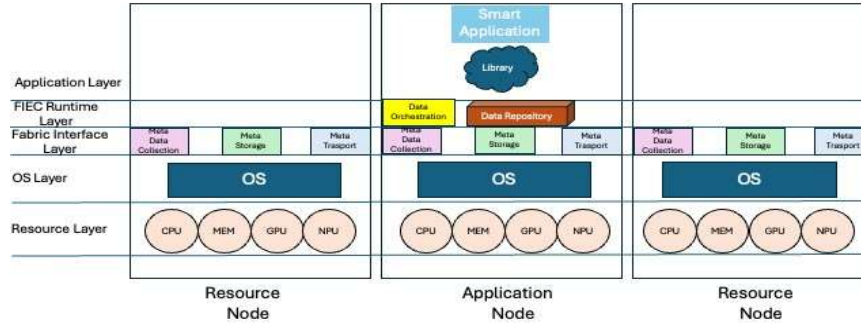 Smart
Application
Library
Application Layer
FIEC Runtime
Layer
Data
Orchestration
Data Repository
Fabric Interface
Layer
Meta
Data
Collection
Meta
Storage
Meta
Trasport
Meta
Data
Collection
Meta
Storage
Meta
Trasport
Meta
Data
Collection
Meta
Storage
Meta
Trasport
OS Layer
OS
OS
OS
Resource Layer
CPU
MEM
GPU
NPU
CPU
MEM
GPU
NPU
CPU
MEM
GPU
NPU
Resource
Node
Application
Node
Resource
Node